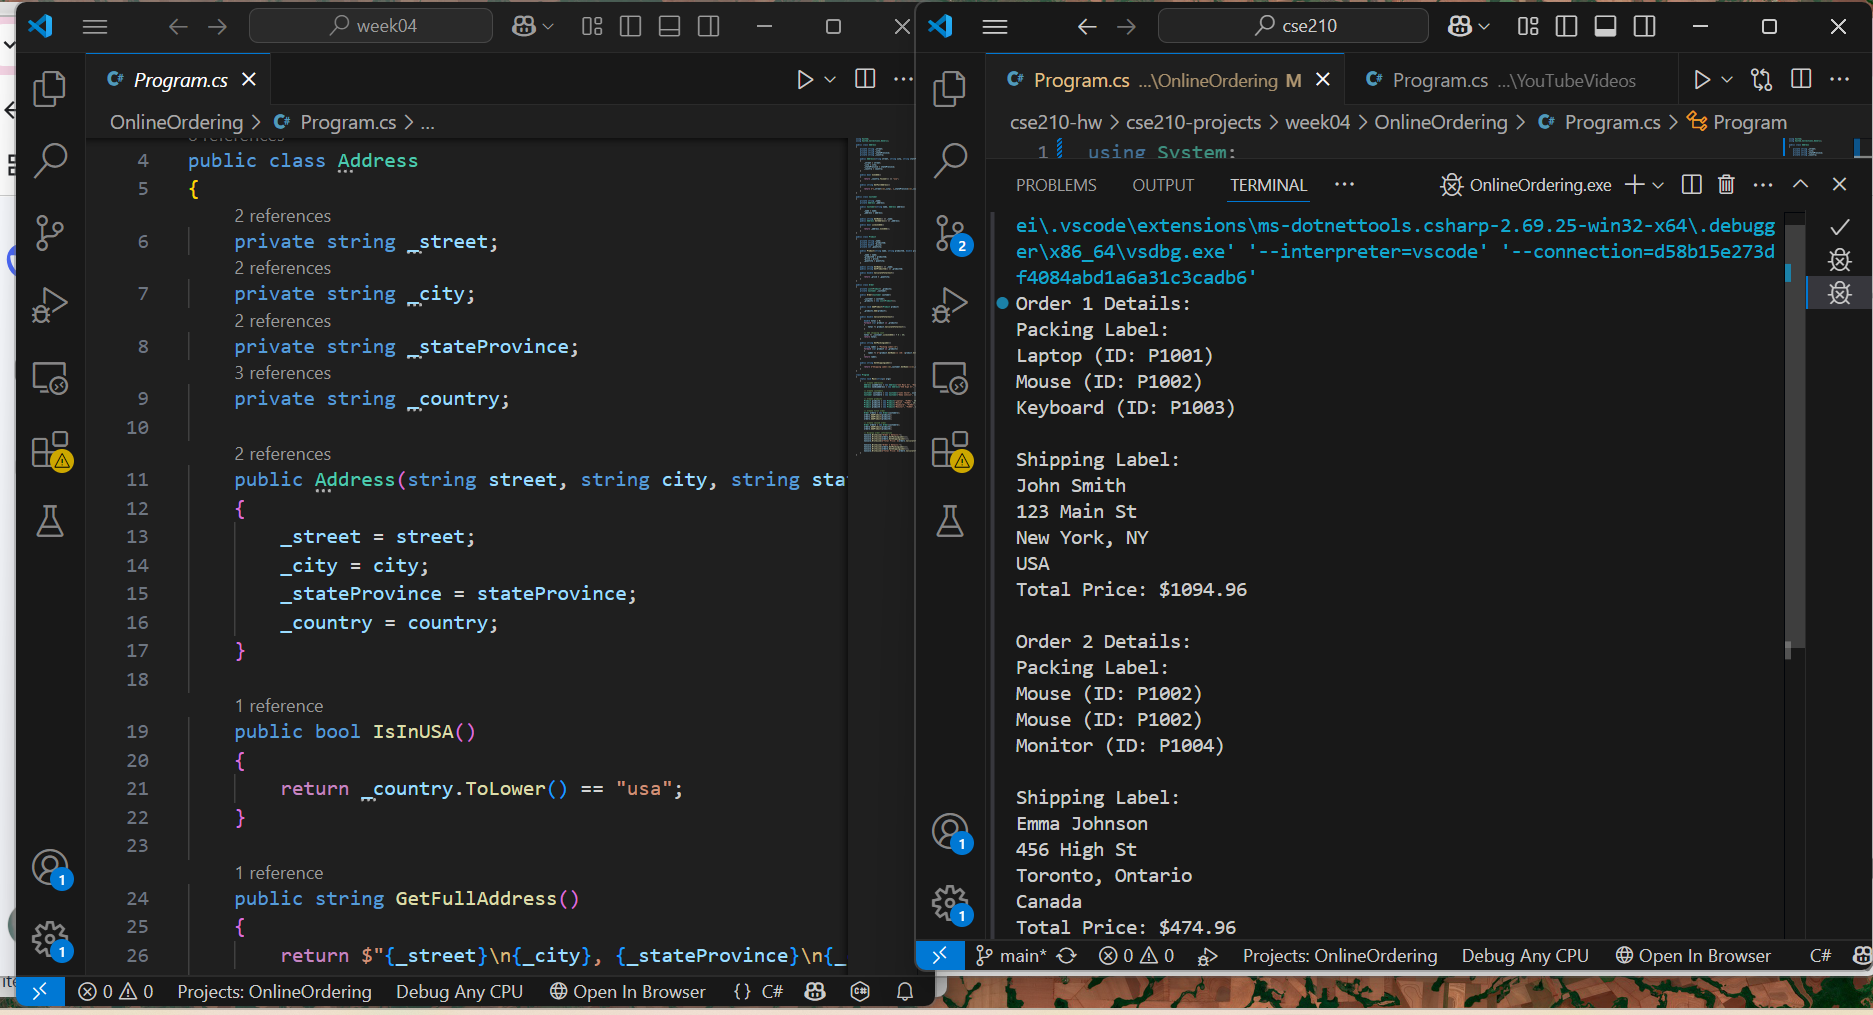 week04
Program.cs
OnlineOrdering > Program.cs > ...
4 public class Address
5 {
2 references
6 private string _street;
2 references
7 private string _city;
2 references
8 private string _stateProvince;
3 references
9 private string _country;
10
2 references
11 public Address(string street, string city, string sta
12 {
13 _street = street;
14 _city = city;
15 _stateProvince = stateProvince;
16 _country = country;
17 }
18
1 reference
19 public bool IsInUSA()
20 {
21 return _country.ToLower() == "usa";
22 }
23
1 reference
24 public string GetFullAddress()
25 {
26 return $"{_street}\n{_city}, {_stateProvince}\n{_
1
1
0 0 Projects: OnlineOrdering Debug Any CPU Open In Browser {} C#
cse210
Program.cs ...\OnlineOrdering M
Program.cs ...\YouTubeVideos
cse210-hw > cse210-projects > week04 > OnlineOrdering > Program.cs > Program
1 using System;
PROBLEMS OUTPUT TERMINAL ... OnlineOrdering.exe
ei\.vscode\extensions\ms-dotnettools.csharp-2.69.25-win32-x64\.debugg
er\x86_64\vsdbg.exe' '--interpreter=vscode' '--connection=d58b15e273d
f4084abd1a6a31c3cadb6'
Order 1 Details:
Packing Label:
Laptop (ID: P1001)
Mouse (ID: P1002)
Keyboard (ID: P1003)
Shipping Label:
John Smith
123 Main St
New York, NY
USA
Total Price: $1094.96
Order 2 Details:
Packing Label:
Mouse (ID: P1002)
Mouse (ID: P1002)
Monitor (ID: P1004)
Shipping Label:
Emma Johnson
456 High St
Toronto, Ontario
Canada
Total Price: $474.96
2
1
1
main* 0 0 Projects: OnlineOrdering Debug Any CPU Open In Browser C#